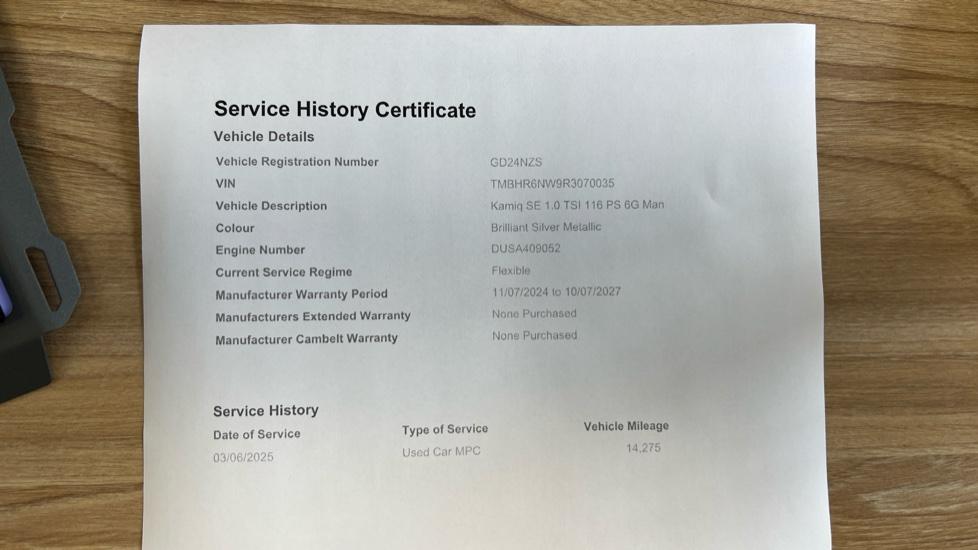 Service History Certificate
Vehicle Details
Vehicle Registration Number GD24NZS
VIN TMBHR6NW9R3070035
Vehicle Description Kamiq SE 1.0 TSI 116 PS 6G Man
Colour Brilliant Silver Metallic
Engine Number DUSA409052
Current Service Regime Flexible
Manufacturer Warranty Period 11/07/2024 to 10/07/2027
Manufacturers Extended Warranty None Purchased
Manufacturer Cambelt Warranty None Purchased
Service History
Date of Service Type of Service Vehicle Mileage
03/06/2025 Used Car MPC 14,275